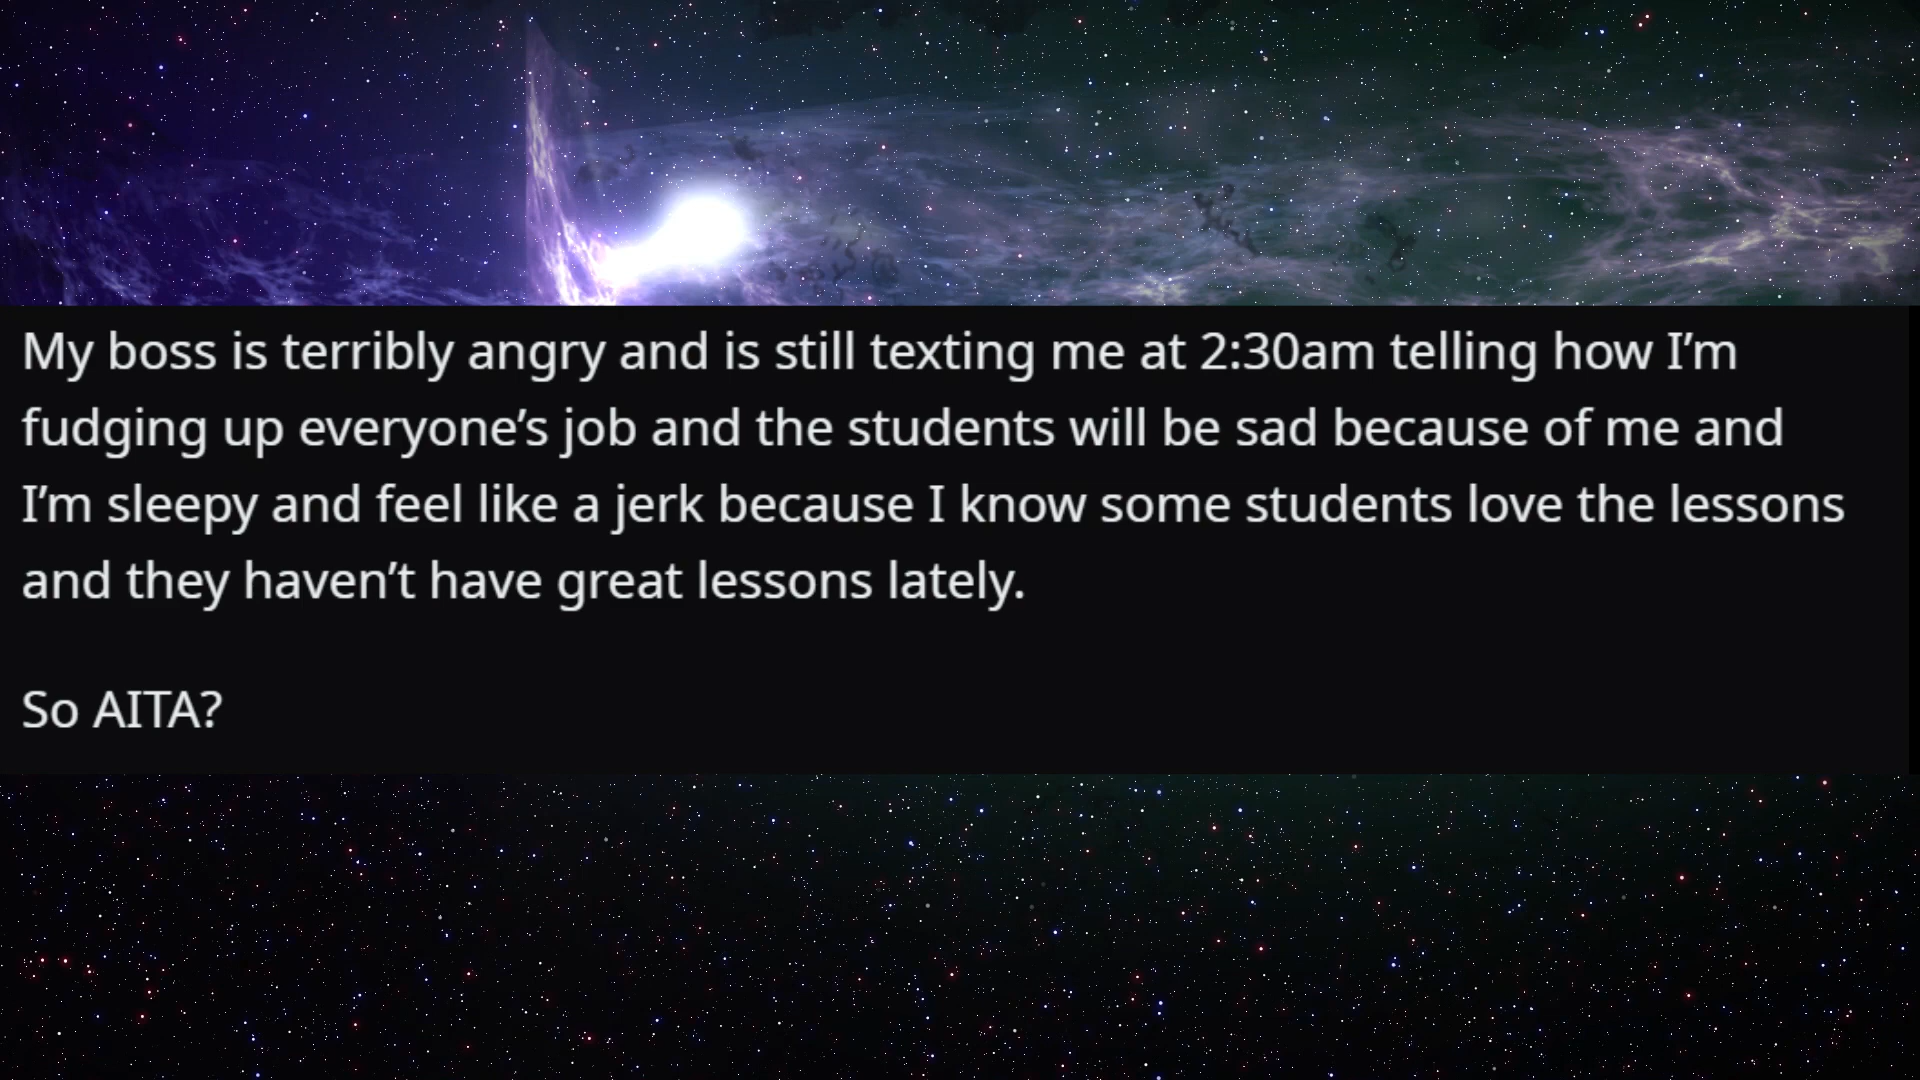 My boss is terribly angry and is still texting me at 2:30am telling how I’m
fudging up everyone’s job and the students will be sad because of me and
I’m sleepy and feel like a jerk because I know some students love the lessons
and they haven’t have great lessons lately.
So AITA?